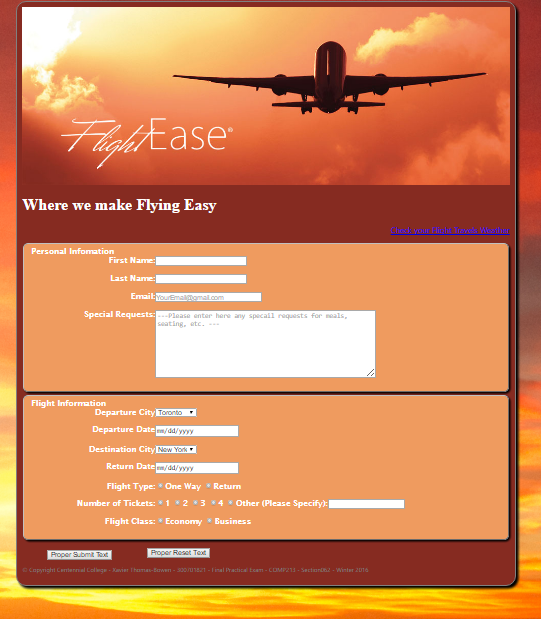 FlightEase®
Where we make Flying Easy
Personal Infomation
First Name:
Last Name:
Email: YourEmail@gmail.com
Special Requests: ---Please enter here any specail requests for meals,
seating, etc. ---
Flight Information
Departure City Toronto
Departure Date mm/dd/yyyy
Destination City New York
Return Date mm/dd/yyyy
Flight Type: One Way Return
Number of Tickets: 1 2 3 4 Other (Please Specify):
Flight Class: Economy Business
Proper Submit Text Proper Reset Text
© Copyright Centennial College - Xavier Thomas-Bowen - 300701821 - Final Practical Exam - COMP213 - Section062 - Winter 2016